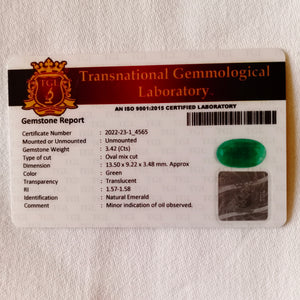 TGL
Transnational Gemmological
Laboratory.
AN ISO 9001:2015 CERTIFIED LABORATORY
Gemstone Report
Certificate Number : 2022-23-1_4565
Mounted or Unmounted : Unmounted
Gemstone Weight : 3.42 (Cts)
Type of cut : Oval mix cut
Dimension : 13.50 x 9.22 x 3.48 mm. Approx
Color : Green
Transparency : Translucent
R.I : 1.57-1.58
Identification : Natural Emerald
Comment : Minor indication of oil observed.